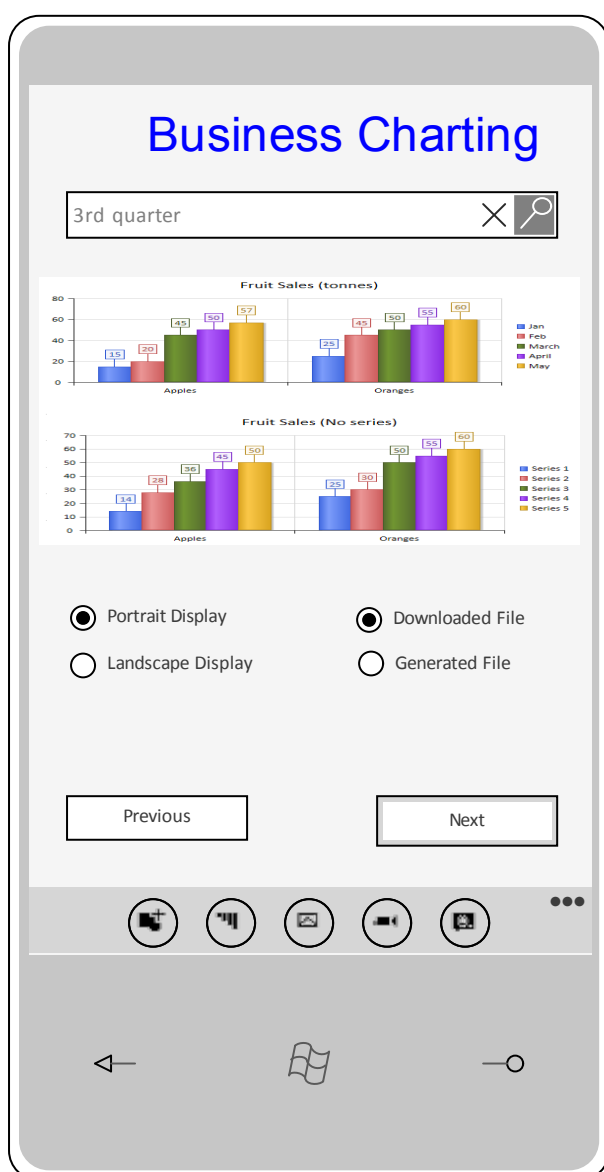 Business Charting
3rd quarter
Fruit Sales (tonnes)
80
60
40
20
0
15
20
45
50
57
25
45
50
55
60
Apples
Oranges
Jan
Feb
March
April
May
Fruit Sales (No series)
70
60
50
40
30
20
10
0
14
28
36
45
50
25
30
50
55
60
Apples
Oranges
Series 1
Series 2
Series 3
Series 4
Series 5
Portrait Display
Downloaded File
Landscape Display
Generated File
Previous
Next